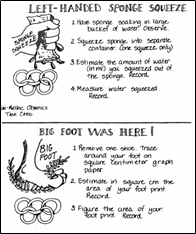 LEFT-HANDED SPONGE SQUEEZE
SPONGE
SQUEEZE
1 HAVE SPONGE SOAKING IN LARGE
BUCKET OF WATER. OBSERVE.
2 SQUEEZE SPONGE INTO SEPARATE
CONTAINER (ONE SQUEEZE ONLY)
3 ESTIMATE THE AMOUNT OF WATER
(IN ml) WAS SQUEEZED OUT OF
THE SPONGE. RECORD.
4 MEASURE WATER SQUEEZED.
RECORD.
METRIC OLYMPICS
TASK CARD
BIG FOOT WAS HERE!
BIG
FOOT
1 REMOVE ONE SHOE. TRACE
AROUND YOUR FOOT ON
SQUARE CENTIMETER GRAPH
PAPER.
2 ESTIMATE IN SQUARE CM THE
AREA OF YOUR FOOT PRINT.
RECORD.
3 FIGURE THE AREA OF YOUR
FOOT PRINT. RECORD.